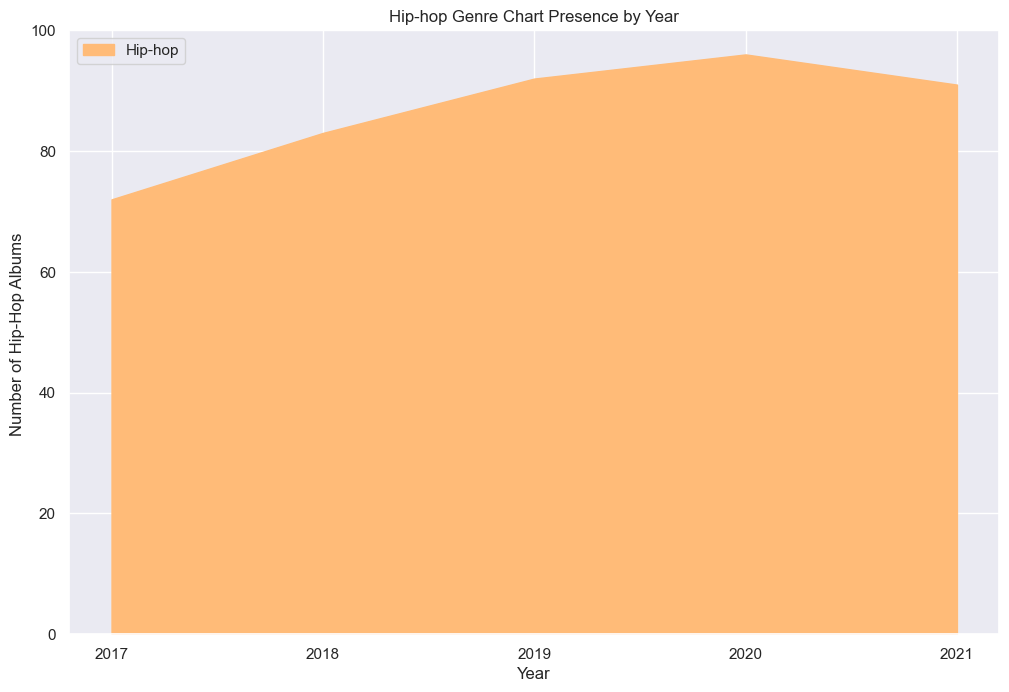 Hip-hop Genre Chart Presence by Year
Hip-hop
Number of Hip-Hop Albums
100
80
60
40
20
0
2017 2018 2019 2020 2021
Year